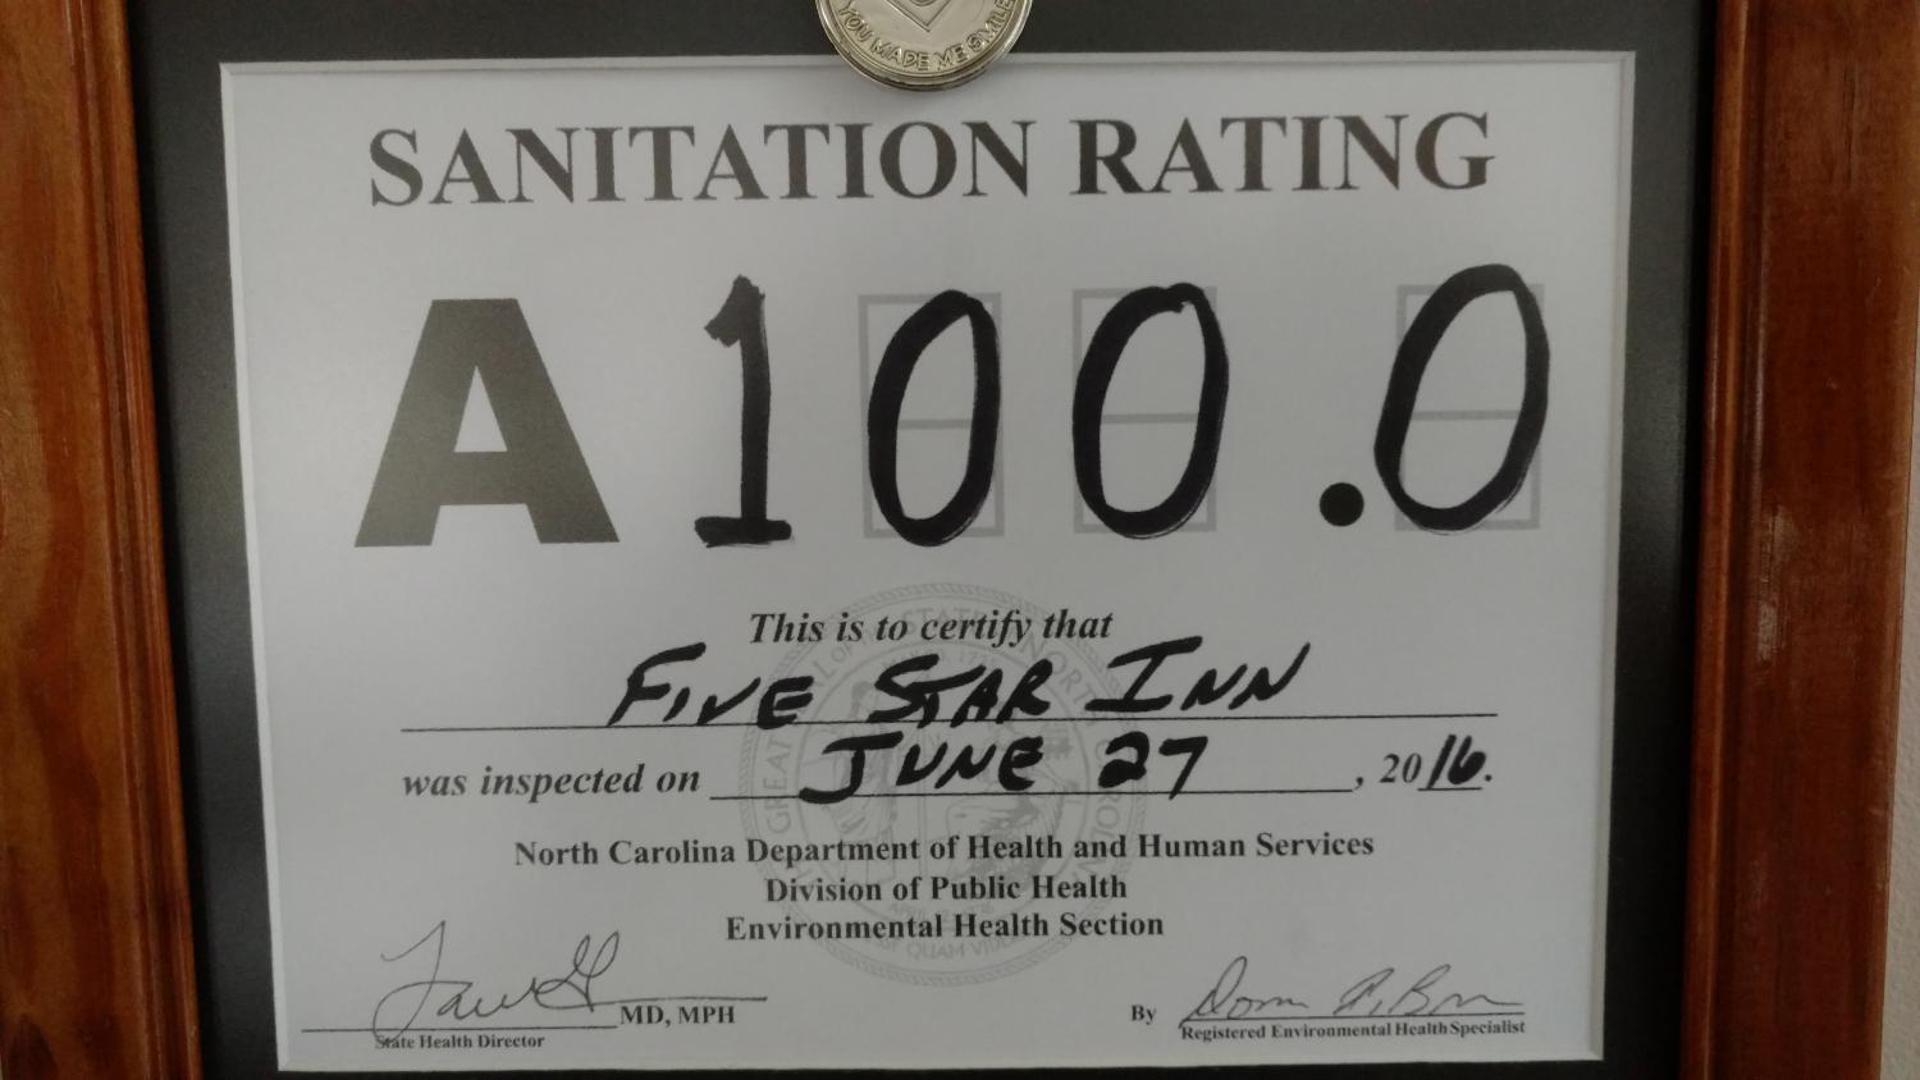 YOU MADE ME SMILE
SANITATION RATING
A 100.0
This is to certify that
FIVE STAR INN
was inspected on JUNE 27, 2016.
North Carolina Department of Health and Human Services
Division of Public Health
Environmental Health Section
MD, MPH
State Health Director
By
Registered Environmental Health Specialist